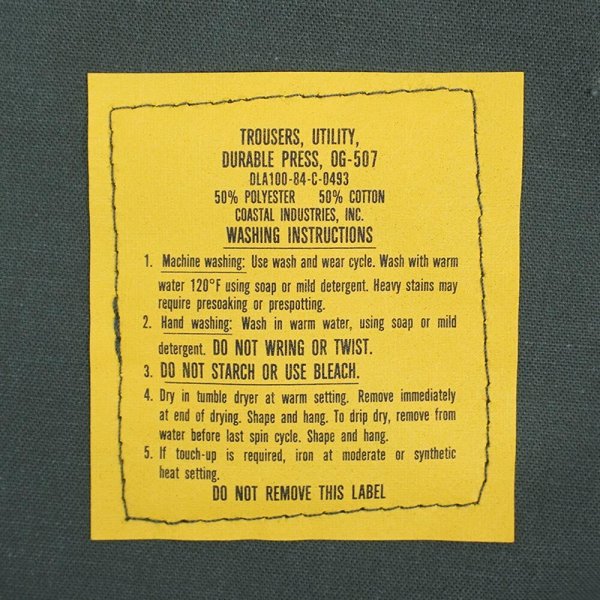 TROUSERS, UTILITY,
DURABLE PRESS, OG-507
DLA100-84-C-0493
50% POLYESTER 50% COTTON
COASTAL INDUSTRIES, INC.
WASHING INSTRUCTIONS
1. Machine washing: Use wash and wear cycle. Wash with warm
water 120°F using soap or mild detergent. Heavy stains may
require presoaking or prespotting.
2. Hand washing: Wash in warm water, using soap or mild
detergent. DO NOT WRING OR TWIST.
3. DO NOT STARCH OR USE BLEACH.
4. Dry in tumble dryer at warm setting. Remove immediately
at end of drying. Shape and hang. To drip dry, remove from
water before last spin cycle. Shape and hang.
5. If touch-up is required, iron at moderate or synthetic
heat setting.
DO NOT REMOVE THIS LABEL